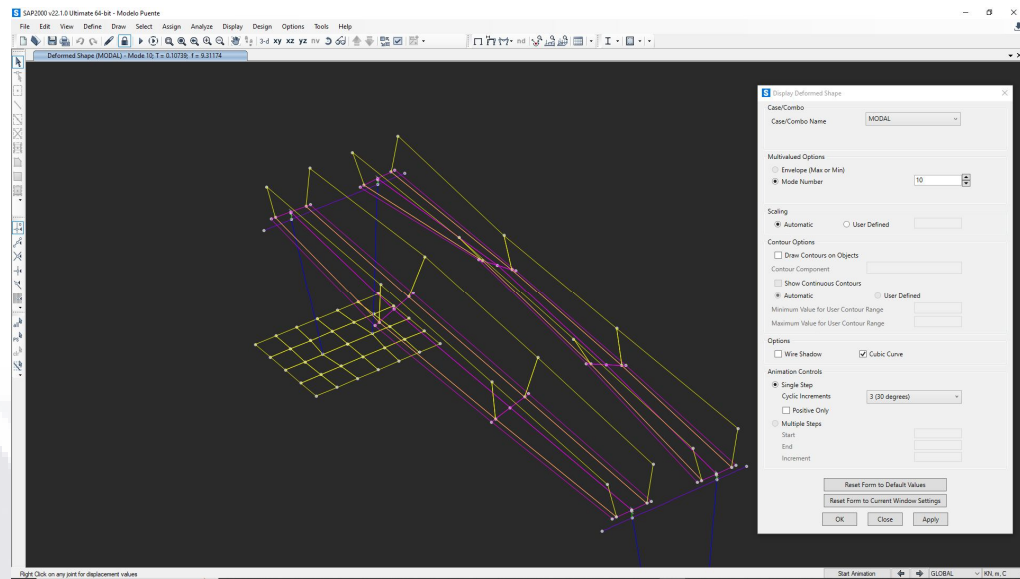 SAP2000 v22.1.0 Ultimate 64-bit - Modelo Puente
File Edit View Define Draw Select Assign Analyze Display Design Options Tools Help
3-d xy xz yz nv nd
Deformed Shape (MODAL) - Mode 10; T = 0.10739; f = 9.31174
Display Deformed Shape
Case/Combo
Case/Combo Name MODAL
Multivalued Options
Envelope (Max or Min)
Mode Number 10
Scaling
Automatic User Defined
Contour Options
Draw Contours on Objects
Contour Component
Show Continuous Contours
Automatic User Defined
Minimum Value for User Contour Range
Maximum Value for User Contour Range
Options
Wire Shadow Cubic Curve
Animation Controls
Single Step
Cyclic Increments 3 (30 degrees)
Positive Only
Multiple Steps
Start
End
Increment
Reset Form to Default Values
Reset Form to Current Window Settings
OK Close Apply
Right Click on any joint for displacement values Start Animation GLOBAL KN, m, C